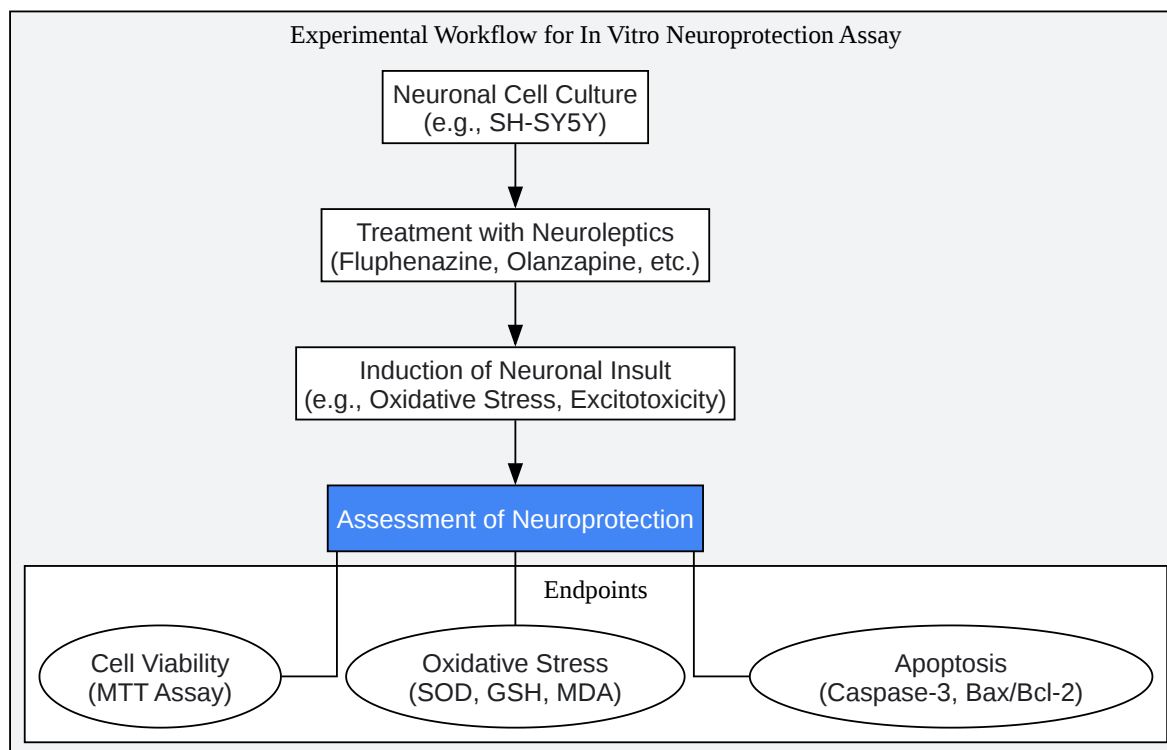 Experimental Workflow for In Vitro Neuroprotection Assay
Neuronal Cell Culture
(e.g., SH-SY5Y)
Treatment with Neuroleptics
(Fluphenazine, Olanzapine, etc.)
Induction of Neuronal Insult
(e.g., Oxidative Stress, Excitotoxicity)
Assessment of Neuroprotection
Endpoints
Cell Viability
(MTT Assay)
Oxidative Stress
(SOD, GSH, MDA)
Apoptosis
(Caspase-3, Bax/Bcl-2)